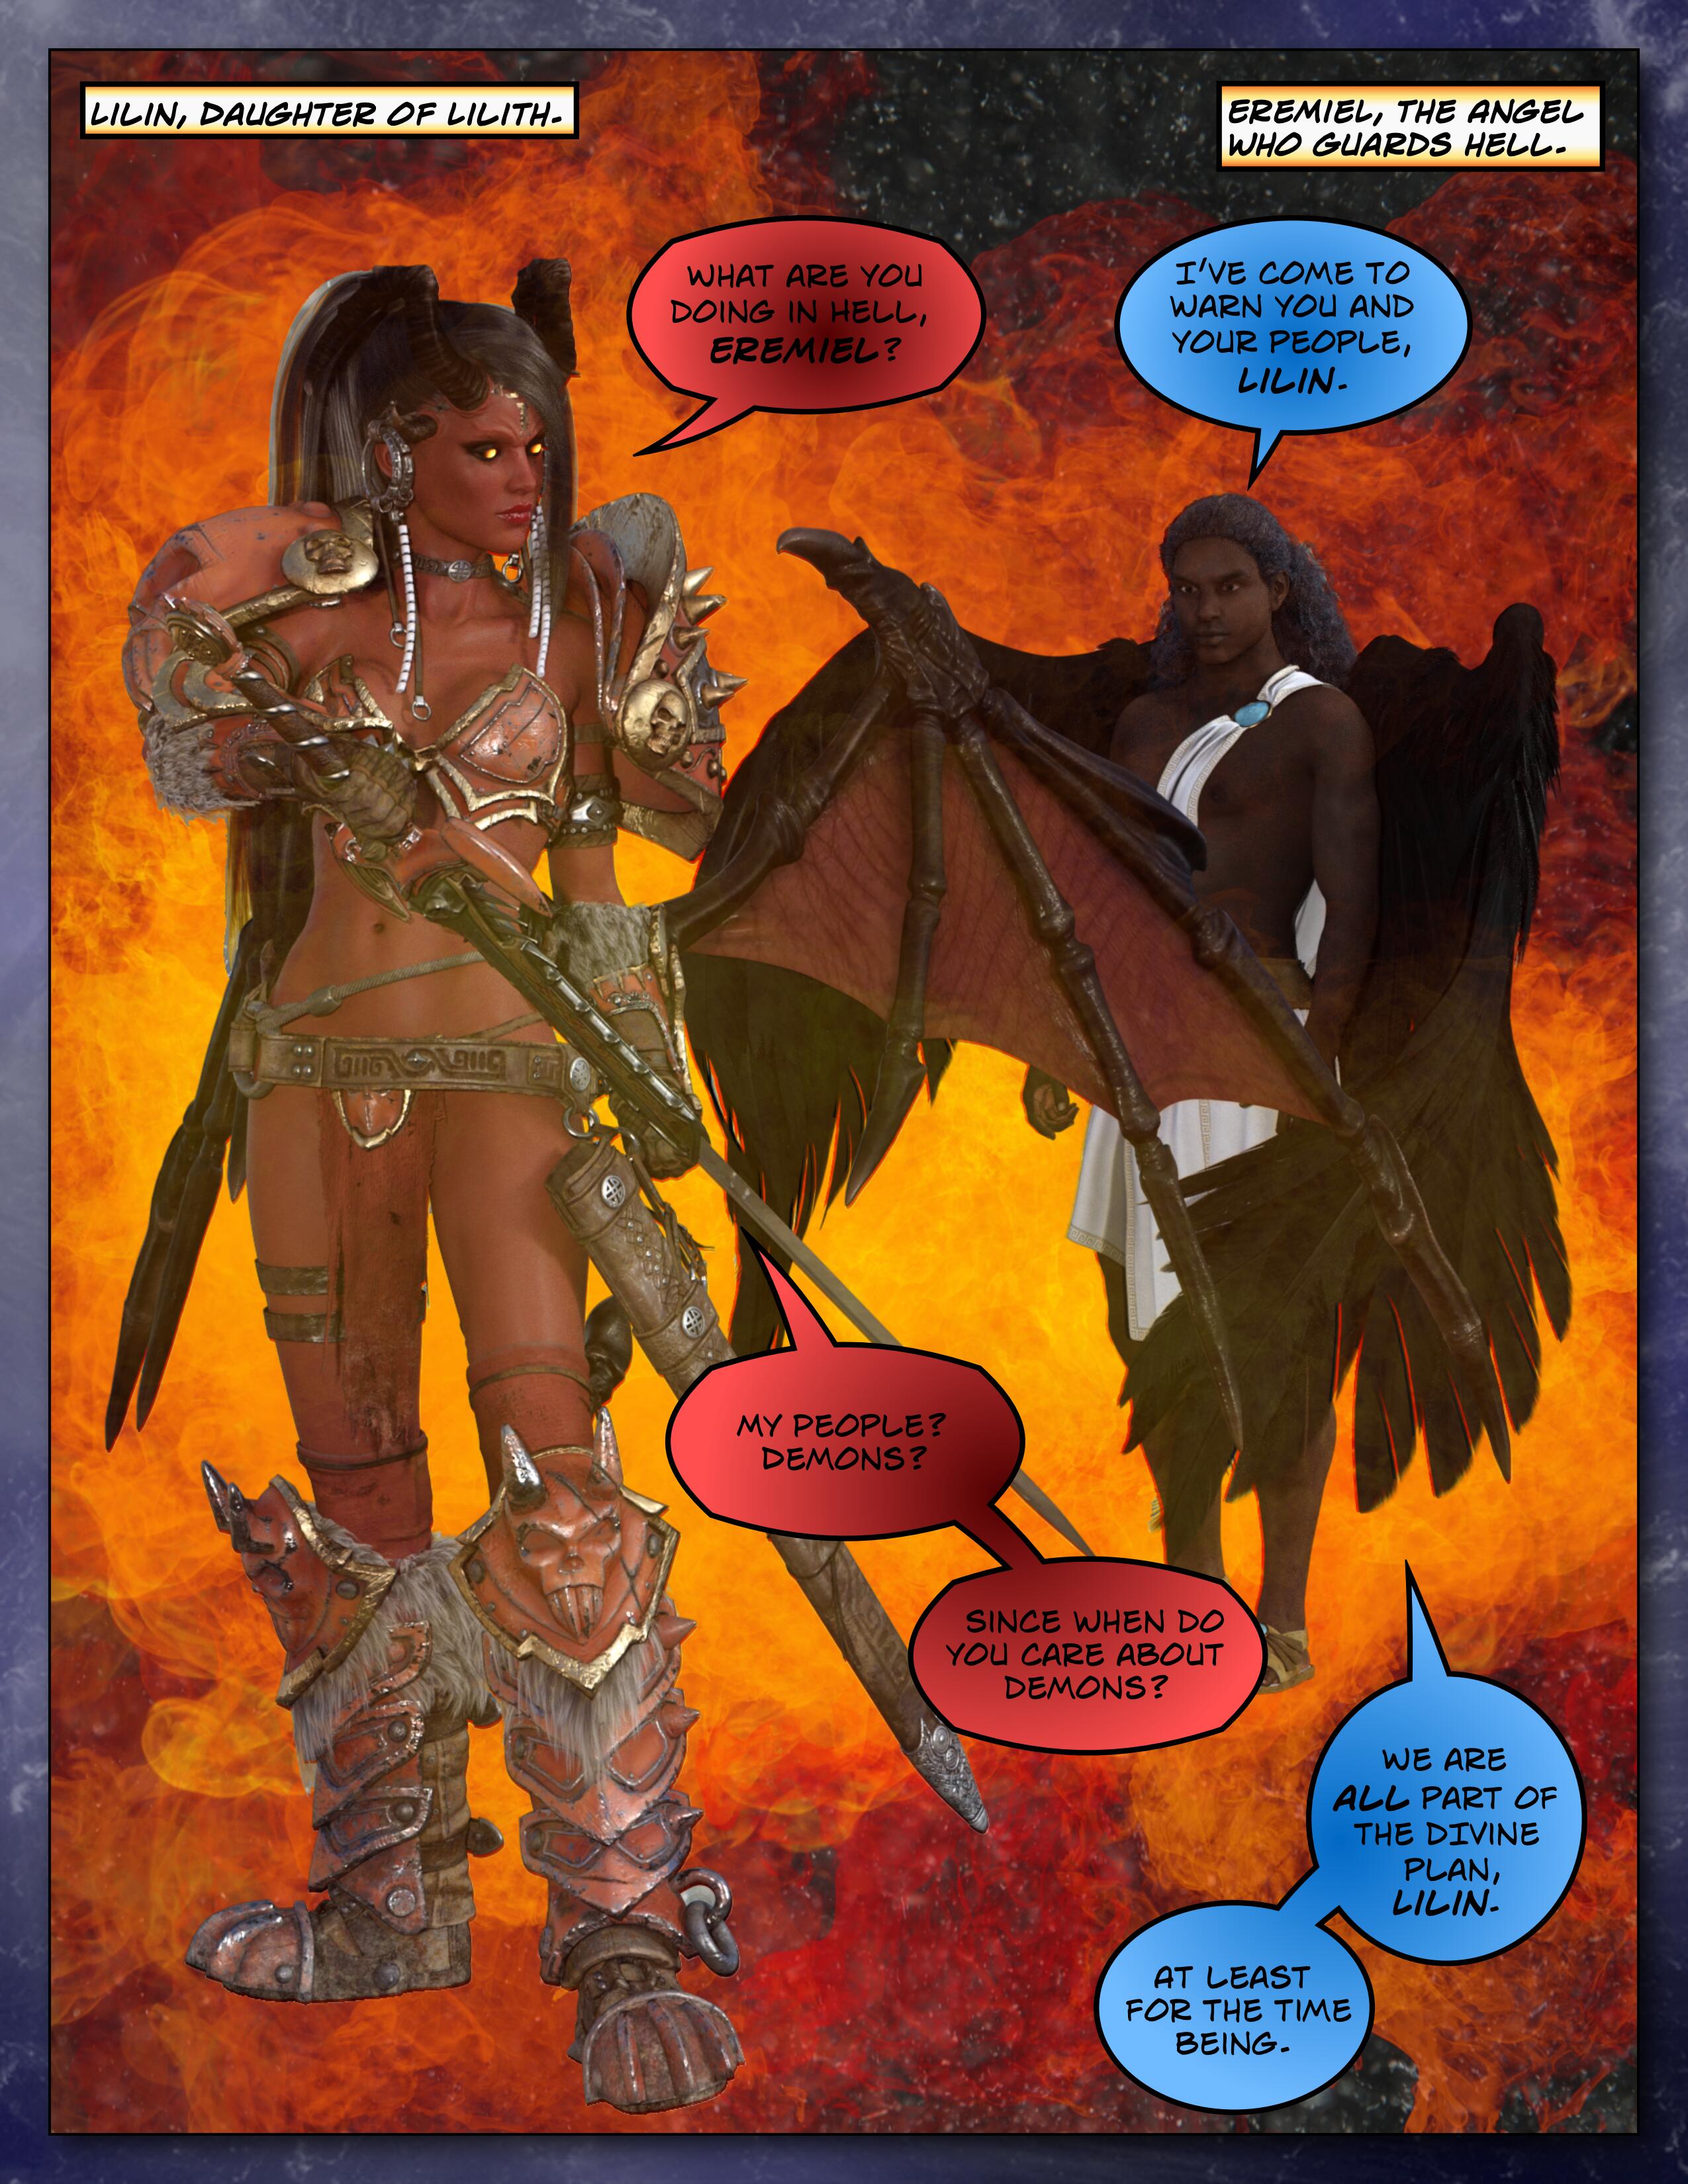 LILIN, DAUGHTER OF LILITH.
EREMIEL, THE ANGEL
WHO GUARDS HELL.
WHAT ARE YOU
DOING IN HELL,
EREMIEL?
I'VE COME TO
WARN YOU AND
YOUR PEOPLE,
LILIN.
MY PEOPLE?
DEMONS?
SINCE WHEN DO
YOU CARE ABOUT
DEMONS?
WE ARE
ALL PART OF
THE DIVINE
PLAN,
LILIN.
AT LEAST
FOR THE TIME
BEING.